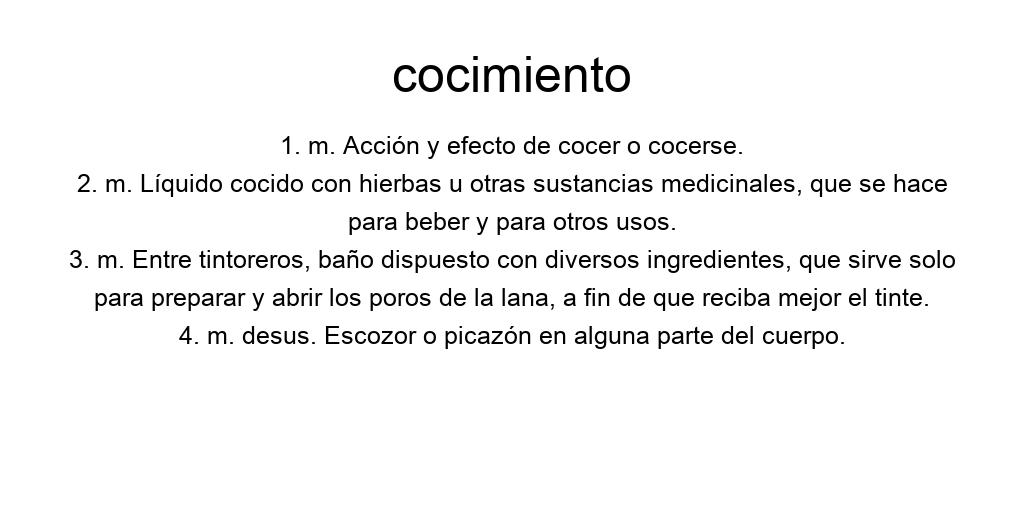 cocimiento
1. m. Acción y efecto de cocer o cocerse.
2. m. Líquido cocido con hierbas u otras sustancias medicinales, que se hace
para beber y para otros usos.
3. m. Entre tintoreros, baño dispuesto con diversos ingredientes, que sirve solo
para preparar y abrir los poros de la lana, a fin de que reciba mejor el tinte.
4. m. desus. Escozor o picazón en alguna parte del cuerpo.